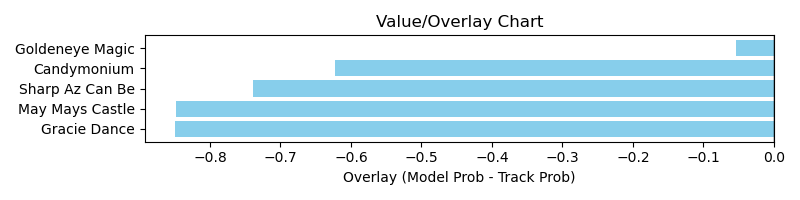 Value/Overlay Chart
Goldeneye Magic
Candymonium
Sharp Az Can Be
May Mays Castle
Gracie Dance
−0.8 −0.7 −0.6 −0.5 −0.4 −0.3 −0.2 −0.1 0.0
Overlay (Model Prob - Track Prob)